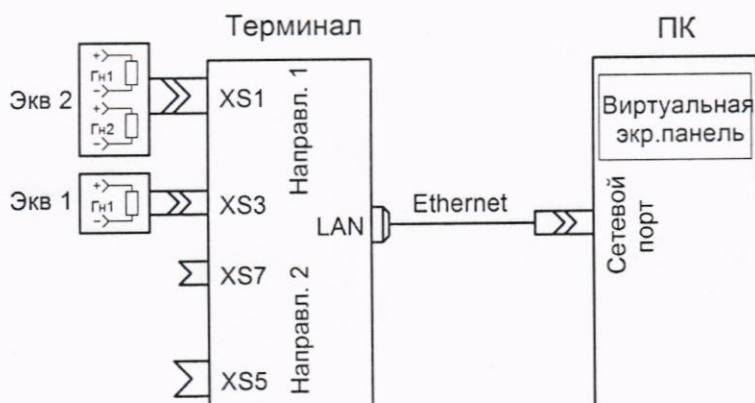 Терминал
ПК
Экв 2
+
Гн1
−
+
Гн2
−
XS1
Направл. 1
Виртуальная
экр.панель
Экв 1
+
Гн1
−
XS3
LAN
Ethernet
Сетевой
порт
XS7
Направл. 2
XS5